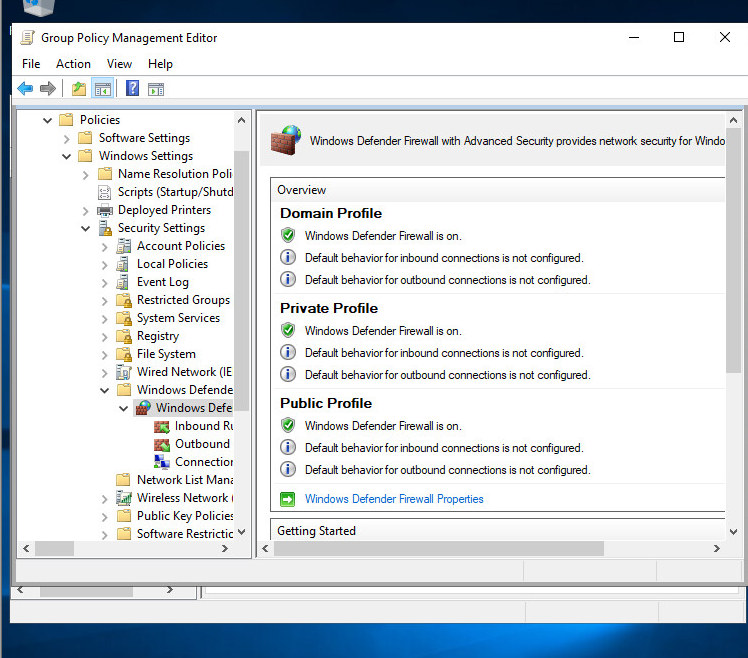 Group Policy Management Editor
File Action View Help
Policies
Software Settings
Windows Settings
Name Resolution Poli
Scripts (Startup/Shutd
Deployed Printers
Security Settings
Account Policies
Local Policies
Event Log
Restricted Groups
System Services
Registry
File System
Wired Network (IE
Windows Defende
Windows Defe
Inbound Ru
Outbound
Connection
Network List Mana
Wireless Network (
Public Key Policies
Software Restrictio
Windows Defender Firewall with Advanced Security provides network security for Windo
Overview
Domain Profile
Windows Defender Firewall is on.
Default behavior for inbound connections is not configured.
Default behavior for outbound connections is not configured.
Private Profile
Windows Defender Firewall is on.
Default behavior for inbound connections is not configured.
Default behavior for outbound connections is not configured.
Public Profile
Windows Defender Firewall is on.
Default behavior for inbound connections is not configured.
Default behavior for outbound connections is not configured.
Windows Defender Firewall Properties
Getting Started